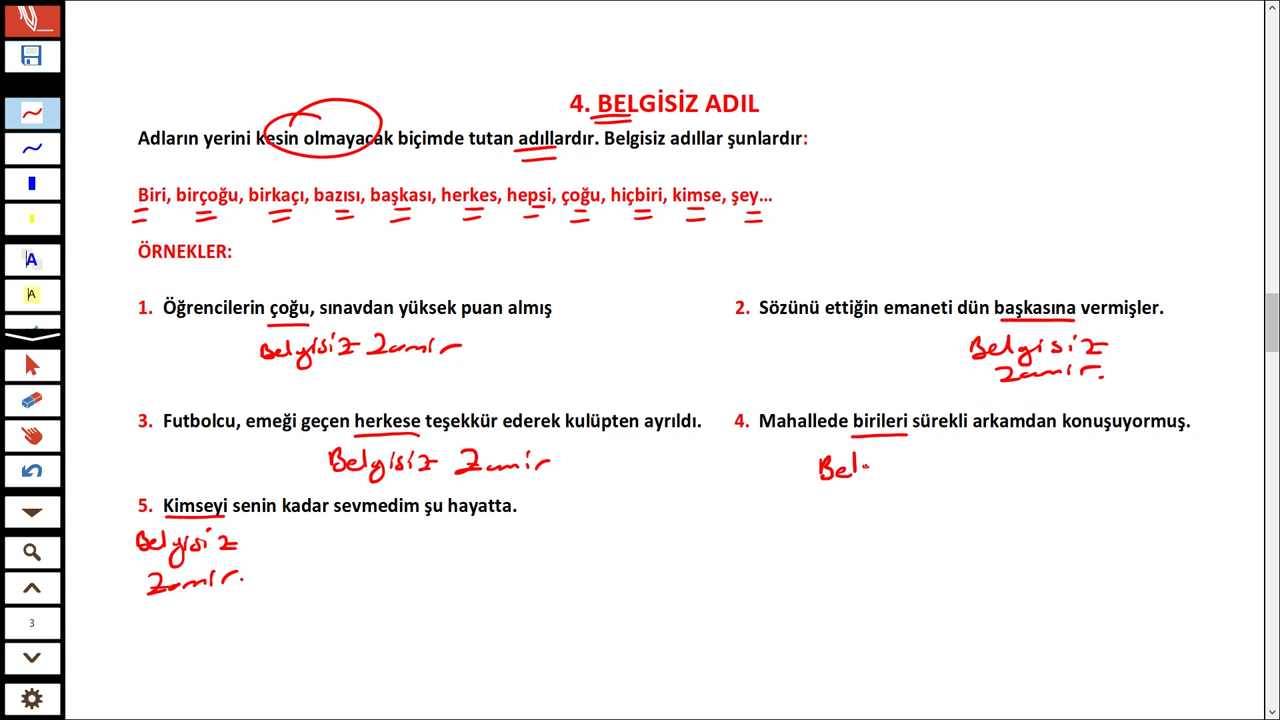 4. BELGİSİZ ADIL
Adların yerini kesin olmayacak biçimde tutan adıllardır. Belgisiz adıllar şunlardır:
Biri, birçoğu, birkaçı, bazısı, başkası, herkes, hepsi, çoğu, hiçbiri, kimse, şey...
ÖRNEKLER:
1. Öğrencilerin çoğu, sınavdan yüksek puan almış
Belgisiz Zamir
2. Sözünü ettiğin emaneti dün başkasına vermişler.
Belgisiz
Zamir.
3. Futbolcu, emeği geçen herkese teşekkür ederek kulüpten ayrıldı.
Belgisiz Zamir
4. Mahallede birileri sürekli arkamdan konuşuyormuş.
Bel
5. Kimseyi senin kadar sevmedim şu hayatta.
Belgisiz
Zamir.
A
A
3